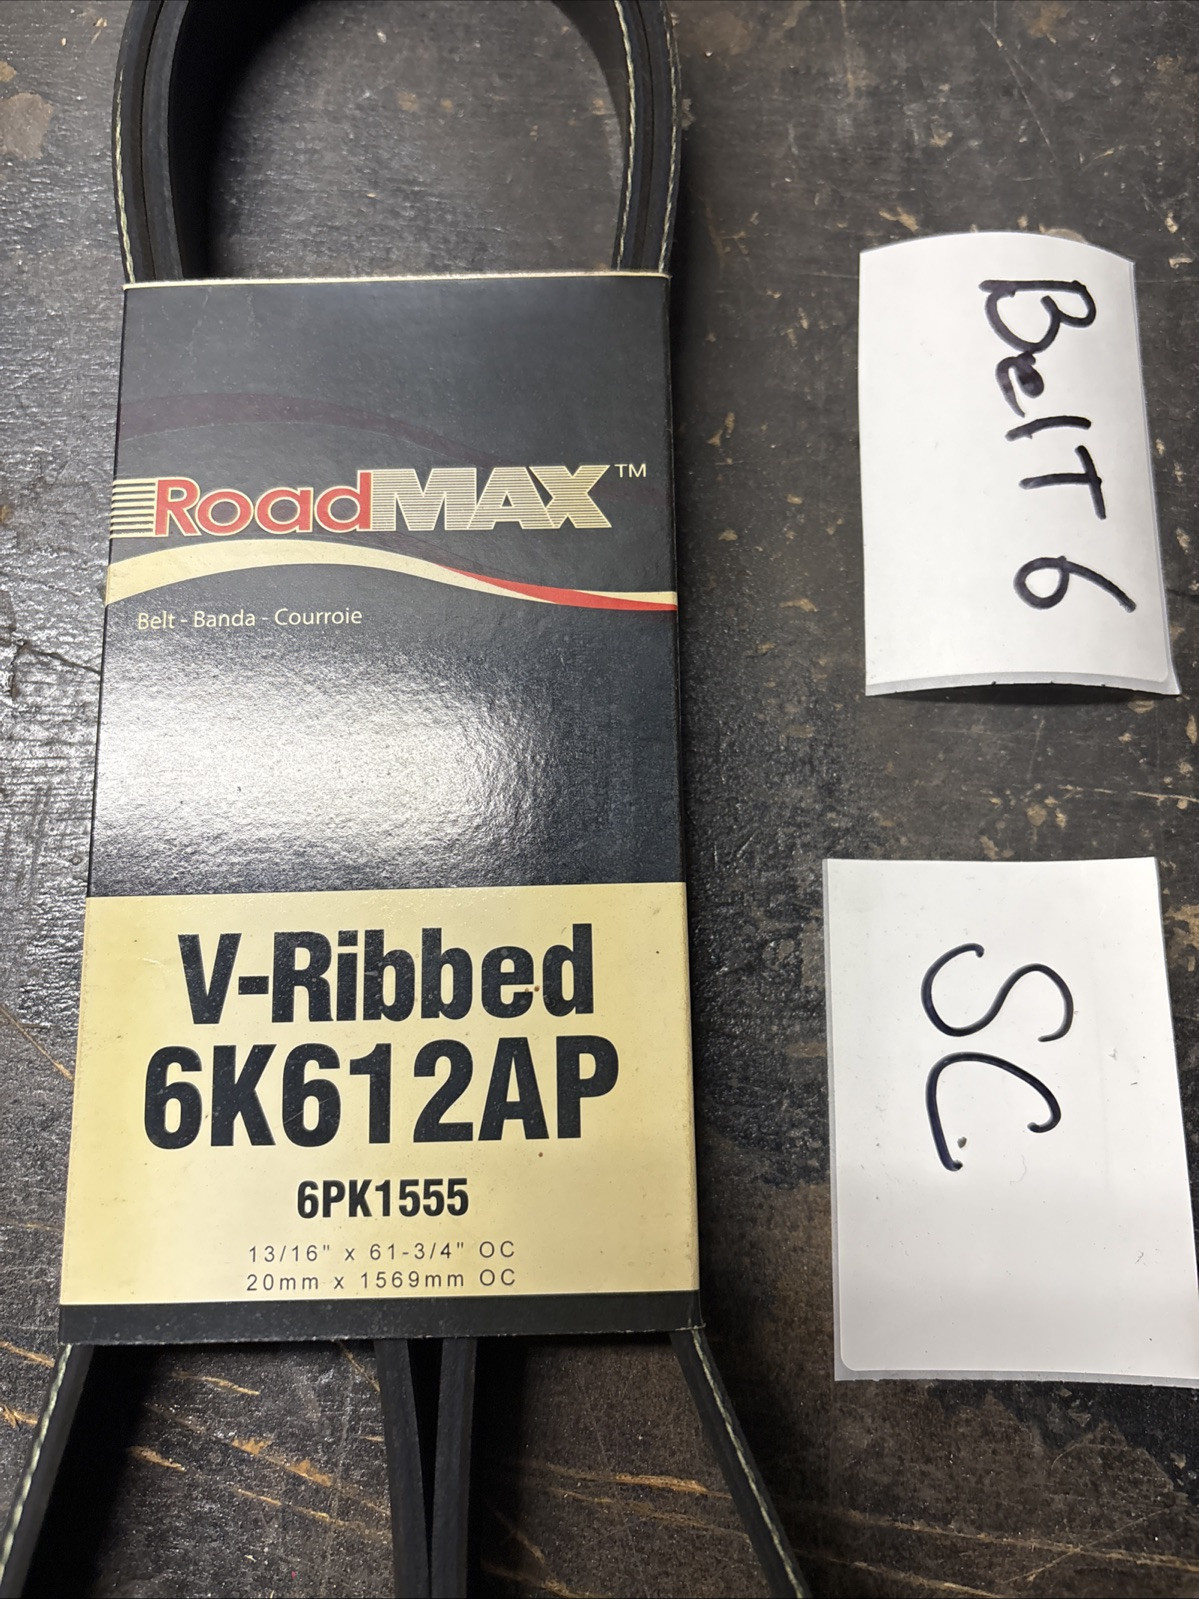 RoadMAX™
Belt - Banda - Courroie
V-Ribbed
6K612AP
6PK1555
13/16" x 61-3/4" OC
20mm x 1569mm OC
BelT 6
SC